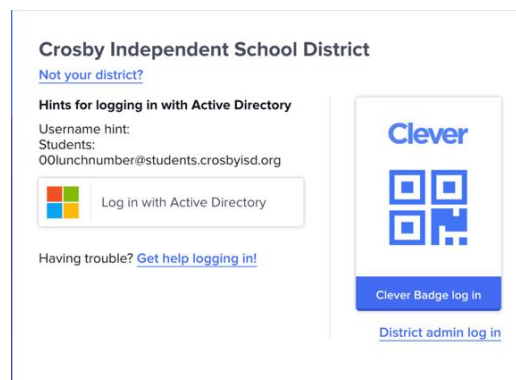 Crosby Independent School District
Not your district?
Hints for logging in with Active Directory
Username hint:
Students:
00lunchnumber@students.crosbyisd.org
Log in with Active Directory
Having trouble? Get help logging in!
Clever
Clever Badge log in
District admin log in